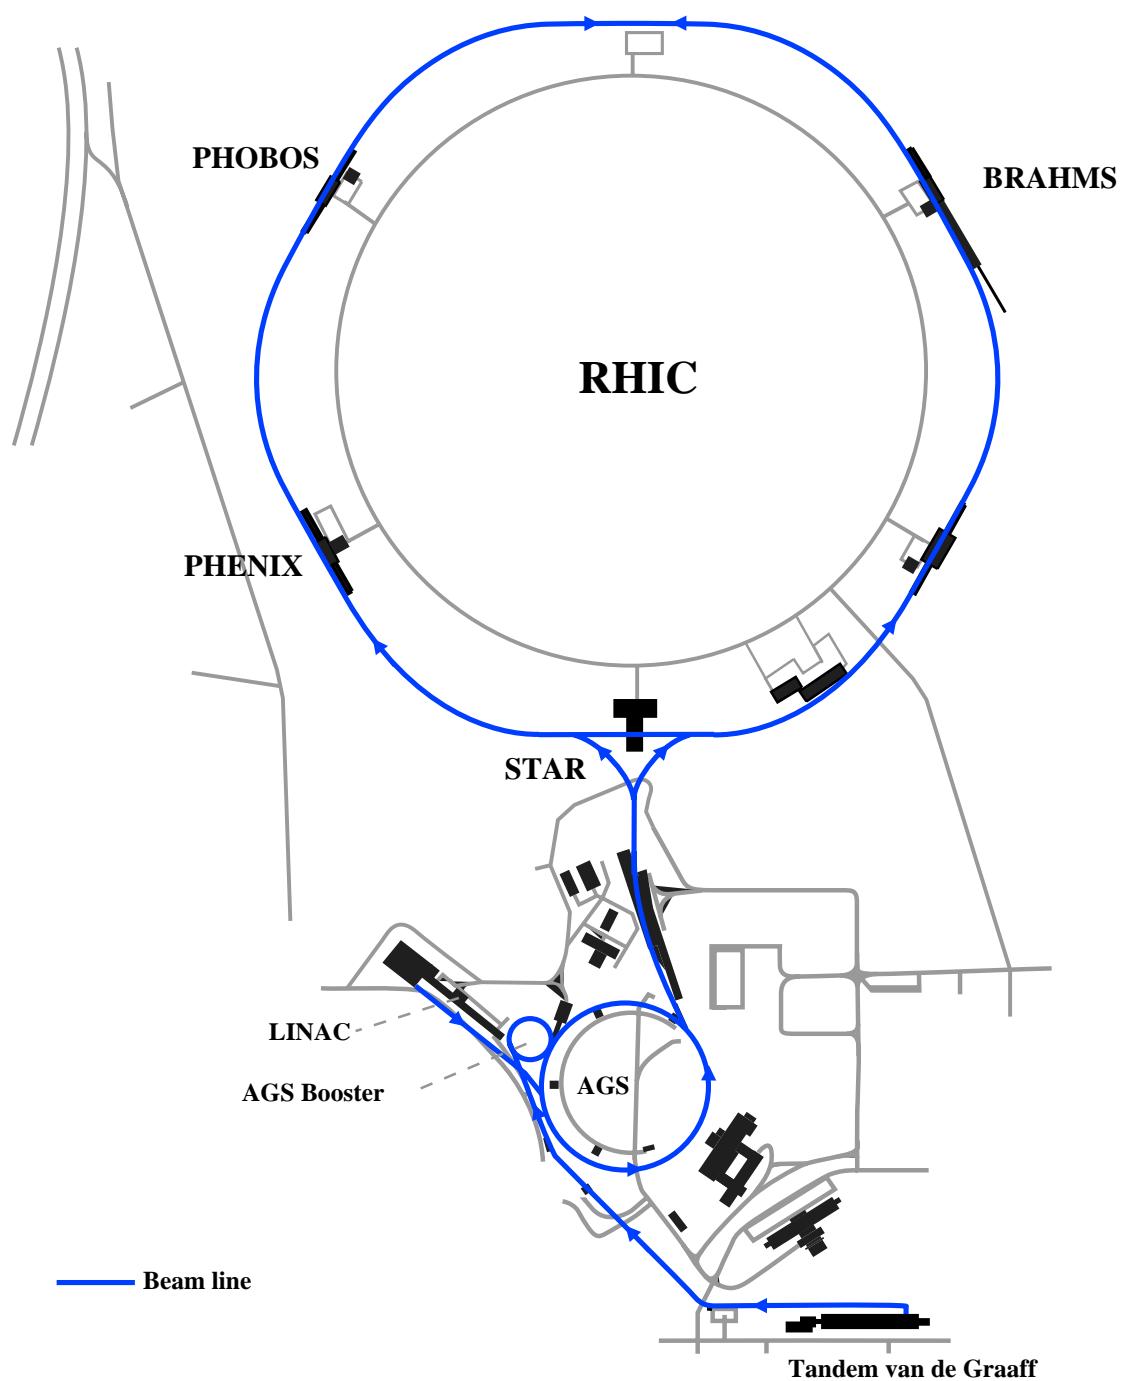 PHOBOS
BRAHMS
RHIC
PHENIX
STAR
LINAC
AGS
AGS Booster
Beam line
Tandem van de Graaff